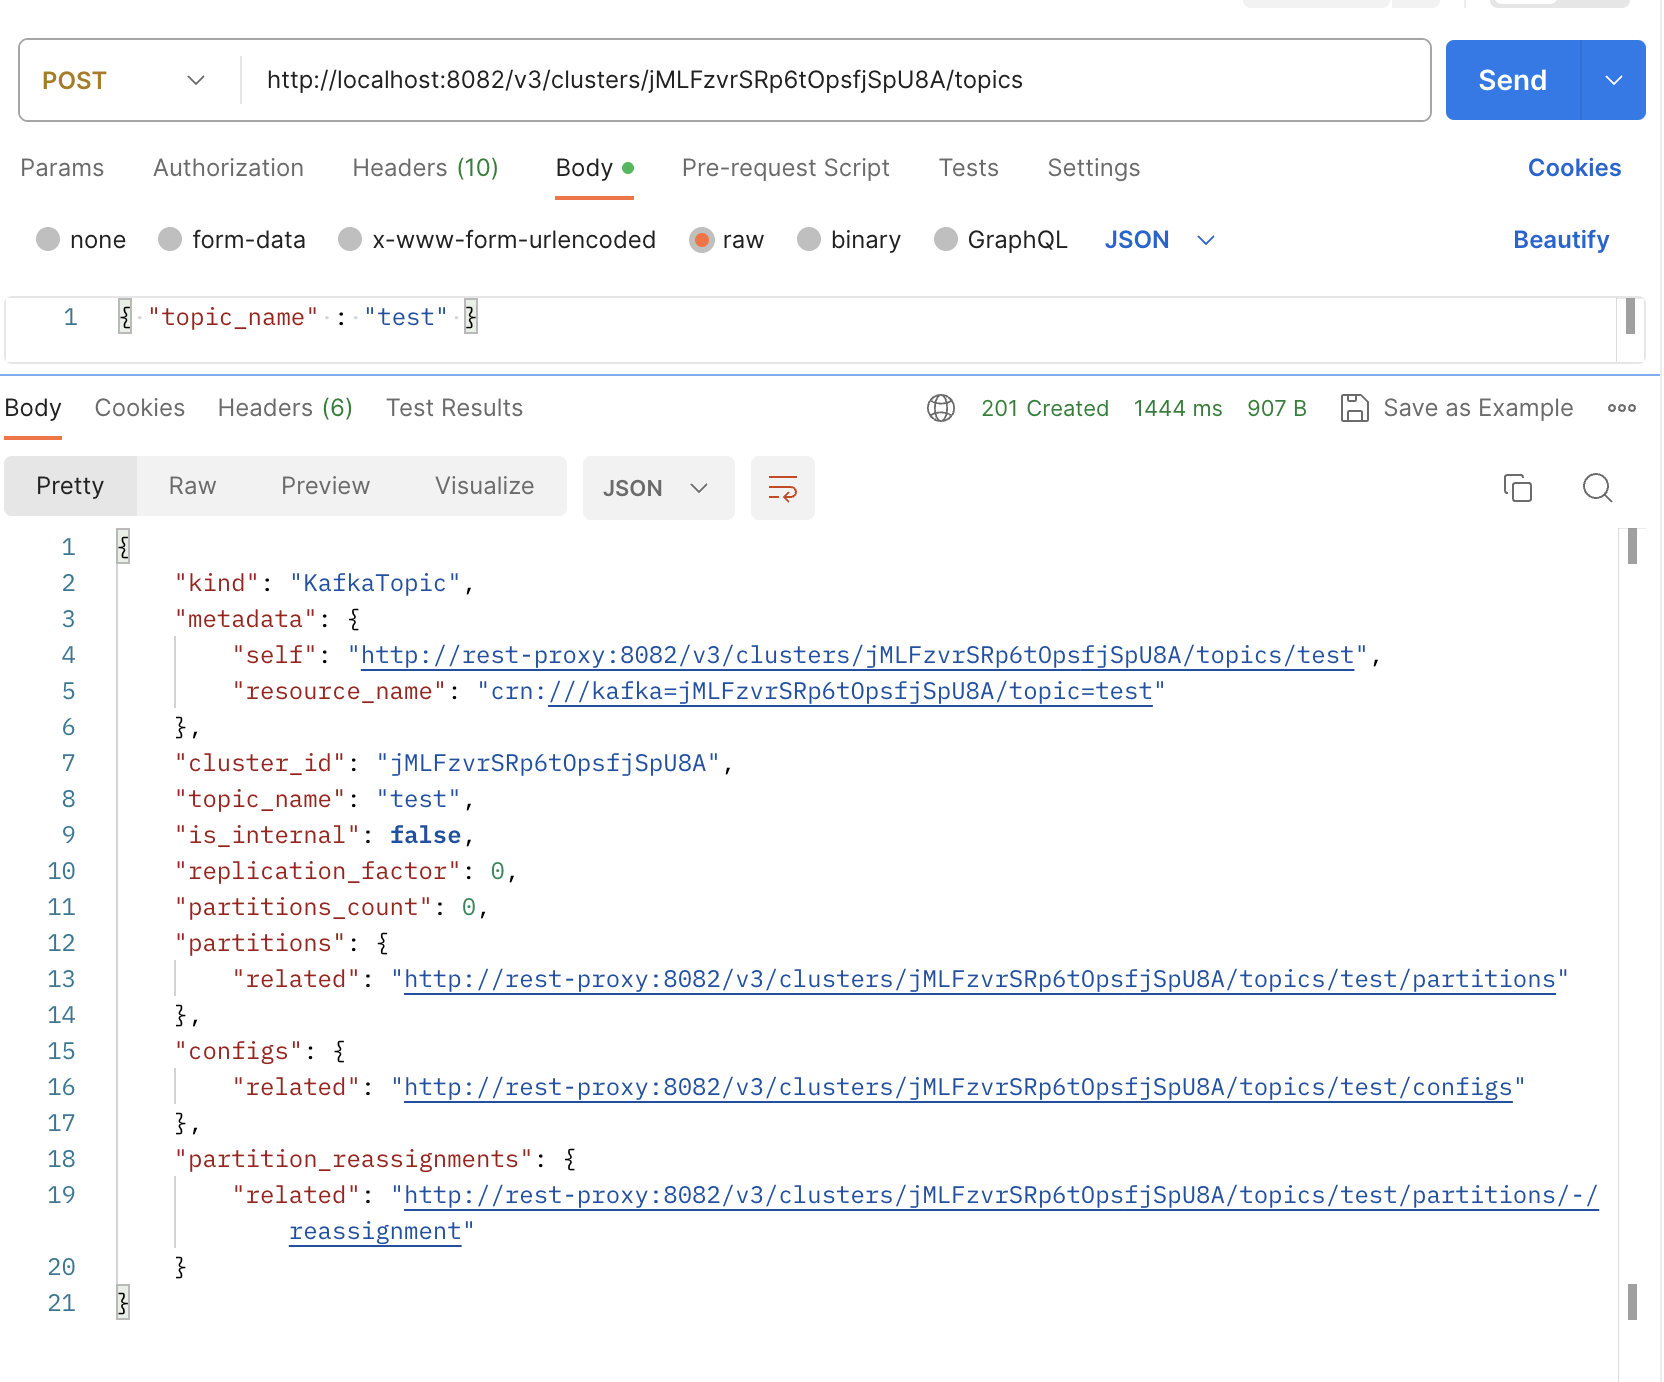 POST http://localhost:8082/v3/clusters/jMLFzvrSRp6tOpsfjSpU8A/topics Send
Params Authorization Headers (10) Body Pre-request Script Tests Settings Cookies
none form-data x-www-form-urlencoded raw binary GraphQL JSON Beautify
1 { "topic_name" : "test" }
Body Cookies Headers (6) Test Results 201 Created 1444 ms 907 B Save as Example
Pretty Raw Preview Visualize JSON
1 {
2 "kind": "KafkaTopic",
3 "metadata": {
4 "self": "http://rest-proxy:8082/v3/clusters/jMLFzvrSRp6tOpsfjSpU8A/topics/test",
5 "resource_name": "crn:///kafka=jMLFzvrSRp6tOpsfjSpU8A/topic=test"
6 },
7 "cluster_id": "jMLFzvrSRp6tOpsfjSpU8A",
8 "topic_name": "test",
9 "is_internal": false,
10 "replication_factor": 0,
11 "partitions_count": 0,
12 "partitions": {
13 "related": "http://rest-proxy:8082/v3/clusters/jMLFzvrSRp6tOpsfjSpU8A/topics/test/partitions"
14 },
15 "configs": {
16 "related": "http://rest-proxy:8082/v3/clusters/jMLFzvrSRp6tOpsfjSpU8A/topics/test/configs"
17 },
18 "partition_reassignments": {
19 "related": "http://rest-proxy:8082/v3/clusters/jMLFzvrSRp6tOpsfjSpU8A/topics/test/partitions/-/
reassignment"
20 }
21 }